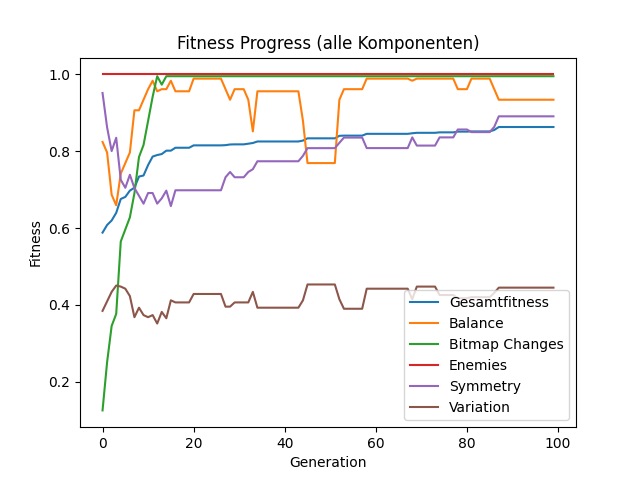 Fitness Progress (alle Komponenten)
Fitness
1.0
0.8
0.6
0.4
0.2
0
20
40
60
80
100
Generation
Gesamtfitness
Balance
Bitmap Changes
Enemies
Symmetry
Variation